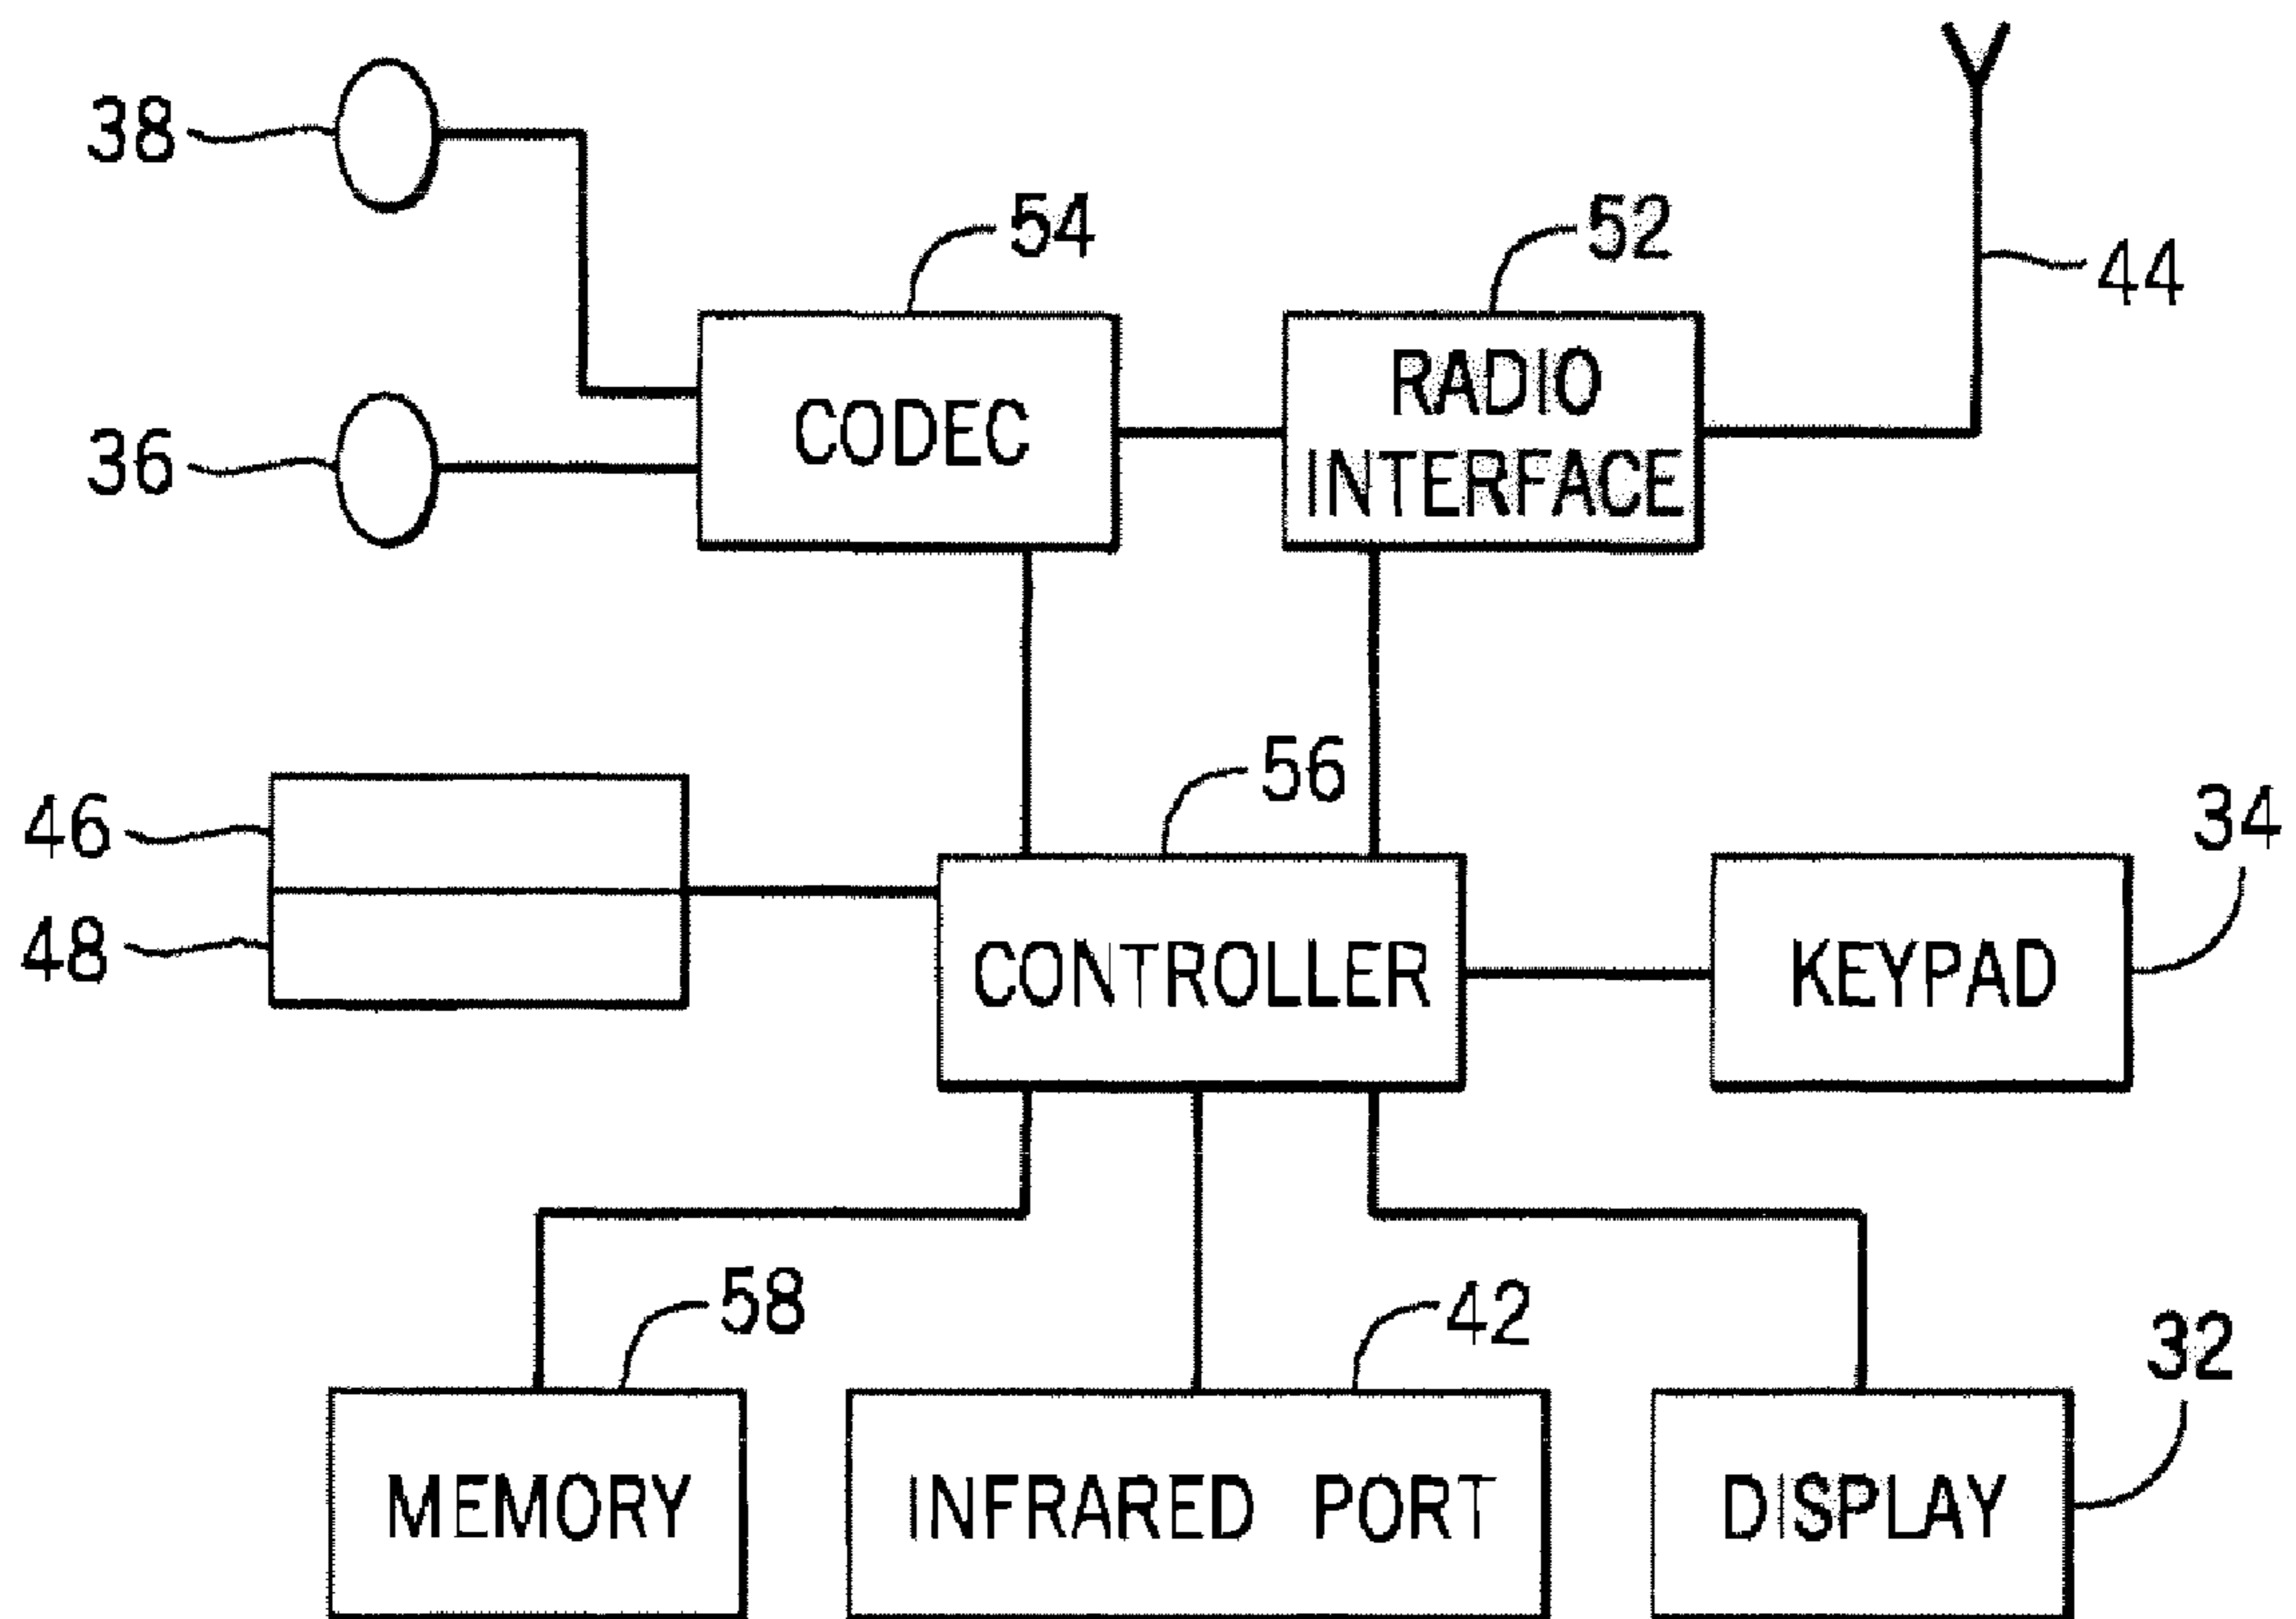 38
54
52
44
CODEC
RADIO
INTERFACE
36
56
46
34
48
CONTROLLER
KEYPAD
58
42
32
MEMORY
INFRARED PORT
DISPLAY